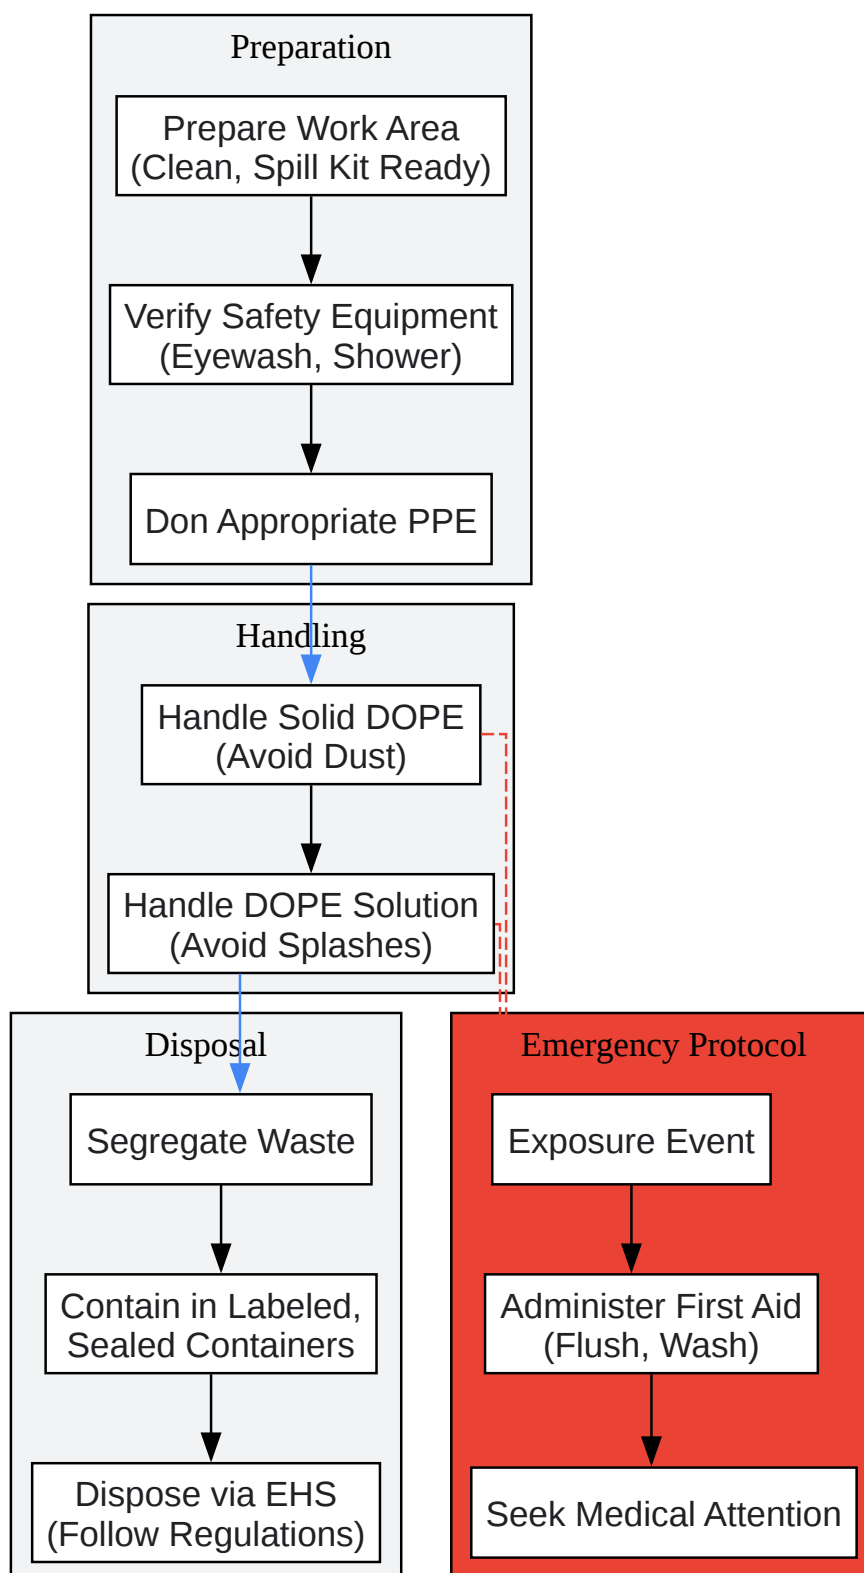 Preparation
Prepare Work Area
(Clean, Spill Kit Ready)
Verify Safety Equipment
(Eyewash, Shower)
Don Appropriate PPE
Handling
Handle Solid DOPE
(Avoid Dust)
Handle DOPE Solution
(Avoid Splashes)
Disposal
Segregate Waste
Contain in Labeled,
Sealed Containers
Dispose via EHS
(Follow Regulations)
Emergency Protocol
Exposure Event
Administer First Aid
(Flush, Wash)
Seek Medical Attention